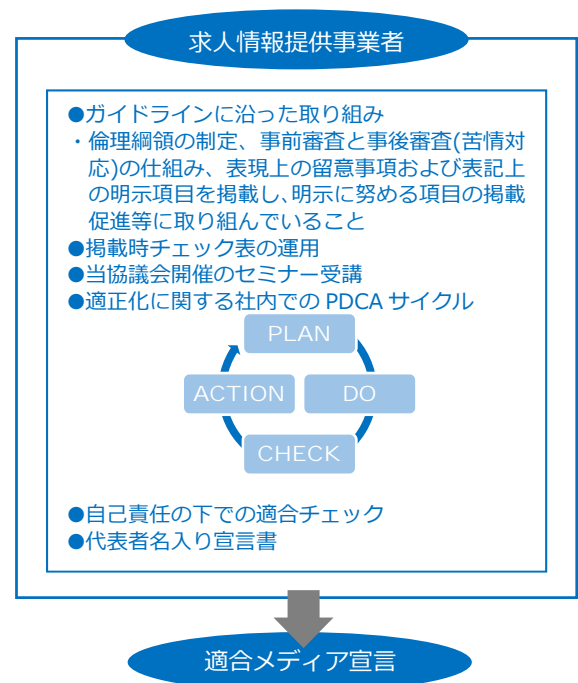 求人情報提供事業者
●ガイドラインに沿った取り組み
・倫理綱領の制定、事前審査と事後審査(苦情対
応)の仕組み、表現上の留意事項および表記上
の明示項目を掲載し、明示に努める項目の掲載
促進等に取り組んでいること
●掲載時チェック表の運用
●当協議会開催のセミナー受講
●適正化に関する社内での PDCA サイクル
PLAN
ACTION
DO
CHECK
●自己責任の下での適合チェック
●代表者名入り宣言書
適合メディア宣言